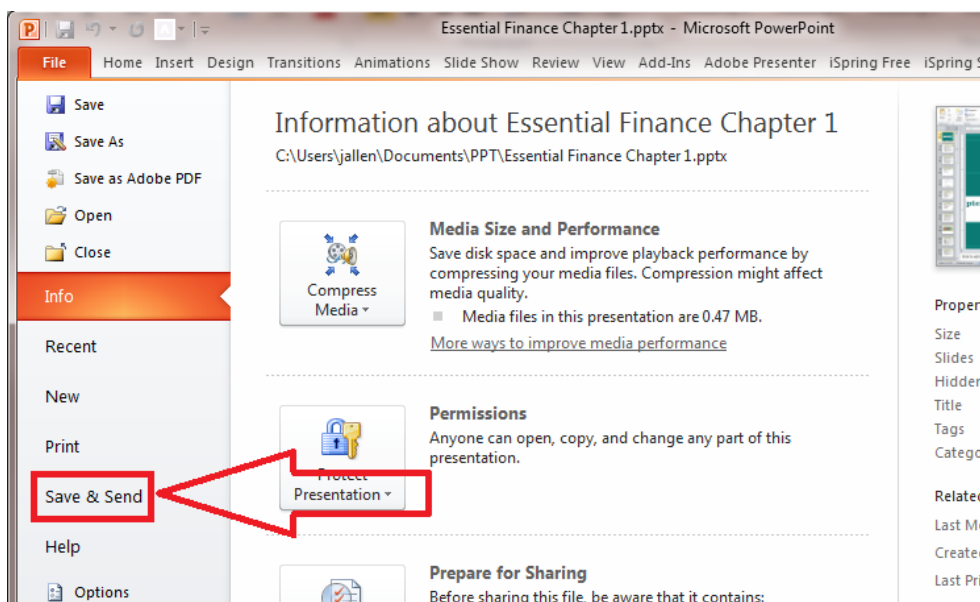 Essential Finance Chapter 1.pptx - Microsoft PowerPoint
File Home Insert Design Transitions Animations Slide Show Review View Add-Ins Adobe Presenter iSpring Free iSpring
Save
Save As
Save as Adobe PDF
Open
Close
Info
Recent
New
Print
Save & Send
Help
Options
Information about Essential Finance Chapter 1
C:\Users\jallen\Documents\PPT\Essential Finance Chapter 1.pptx
Compress
Media
Media Size and Performance
Save disk space and improve playback performance by
compressing your media files. Compression might affect
media quality.
Media files in this presentation are 0.47 MB.
More ways to improve media performance
Protect
Presentation
Permissions
Anyone can open, copy, and change any part of this
presentation.
Prepare for Sharing
Before sharing this file, be aware that it contains:
Size
Slides
Title
Tags